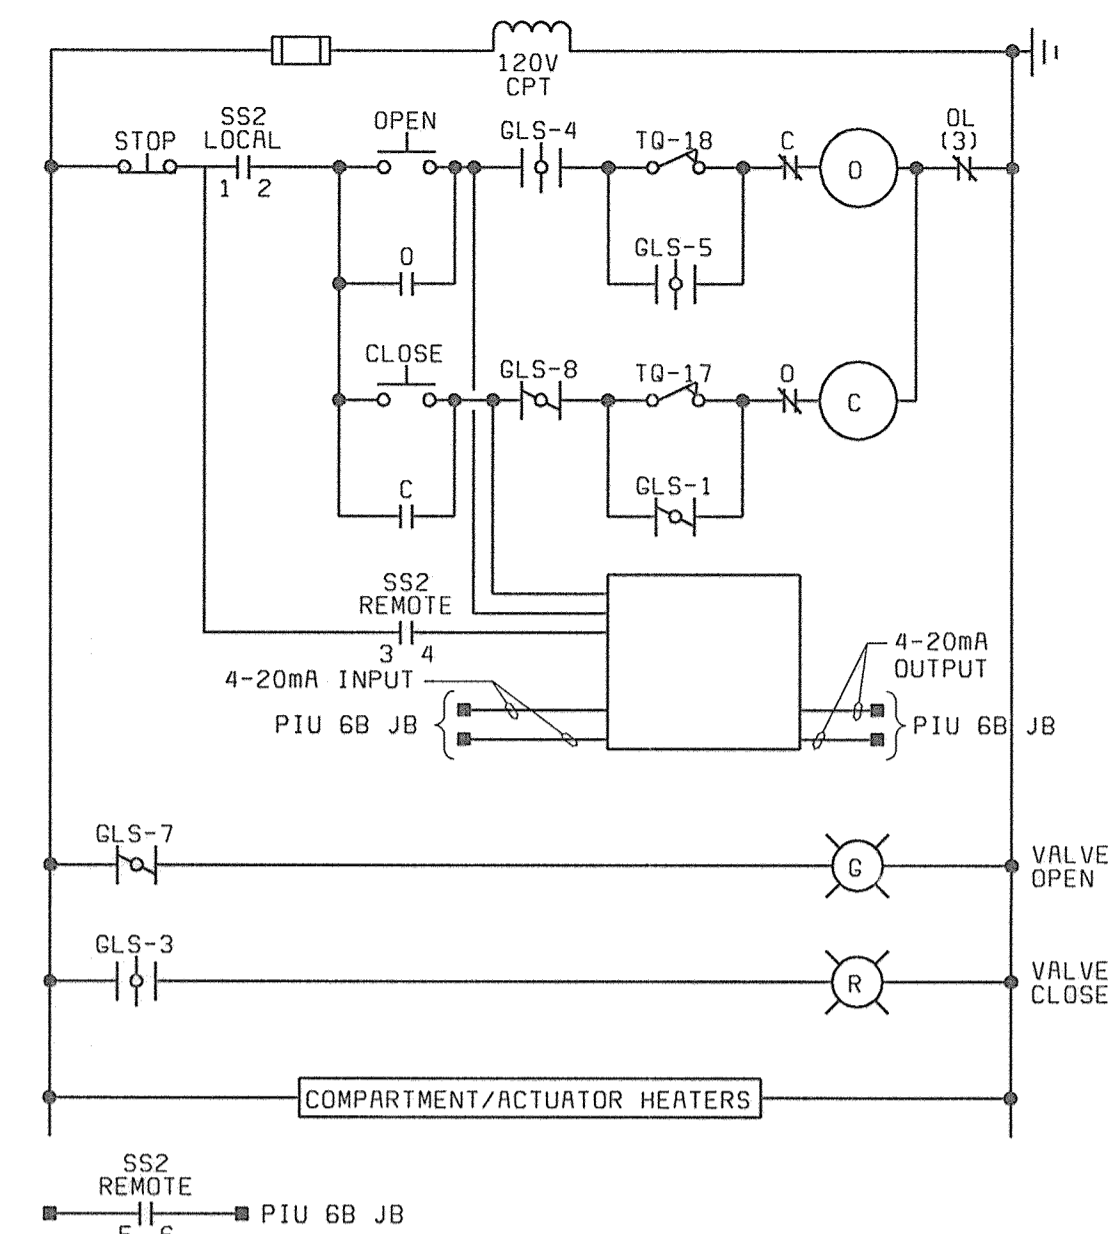 120V
CPT
STOP
SS2
LOCAL
1 2
OPEN
GLS-4
TQ-18
C
O
OL
(3)
O
GLS-5
CLOSE
GLS-8
TQ-17
O
C
C
GLS-1
SS2
REMOTE
3 4
4-20mA INPUT
PIU 6B JB
4-20mA
OUTPUT
PIU 6B JB
GLS-7
G
VALVE
OPEN
GLS-3
R
VALVE
CLOSE
COMPARTMENT/ACTUATOR HEATERS
SS2
REMOTE
PIU 6B JB